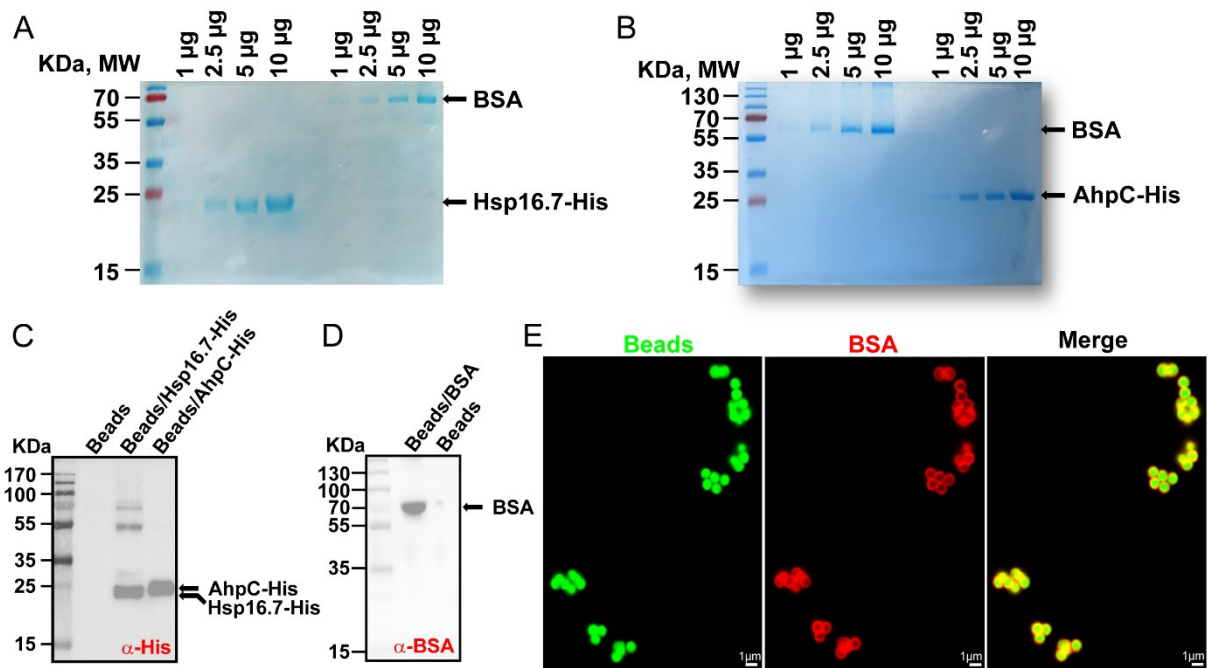 A
KDa, MW
1 µg
2.5 µg
5 µg
10 µg
1 µg
2.5 µg
5 µg
10 µg
70
55
35
25
15
BSA
Hsp16.7-His
B
KDa, MW
1 µg
2.5 µg
5 µg
10 µg
1 µg
2.5 µg
5 µg
10 µg
130
70
55
35
25
15
BSA
AhpC-His
C
KDa
Beads
Beads/Hsp16.7-His
Beads/AhpC-His
170
100
55
35
25
15
AhpC-His
Hsp16.7-His
α-His
D
KDa
Beads/BSA
Beads
130
100
70
55
35
15
BSA
α-BSA
E
Beads
BSA
Merge
1µm
1µm
1µm